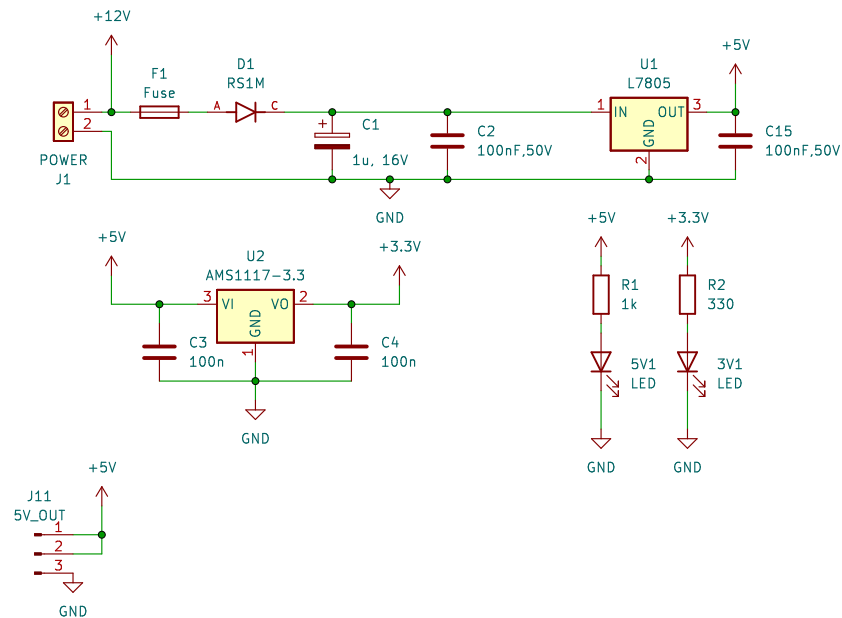 +12V
F1
Fuse
D1
RS1M
U1
L7805
+5V
1
2
POWER
J1
A
C
+
C1
1u, 16V
C2
100nF,50V
1
IN
OUT
3
GND
2
C15
100nF,50V
GND
+5V
U2
AMS1117-3.3
+3.3V
3
VI
VO
2
GND
1
C3
100n
C4
100n
GND
+5V
+3.3V
R1
1k
R2
330
5V1
LED
3V1
LED
GND
GND
+5V
J11
5V_OUT
1
2
3
GND